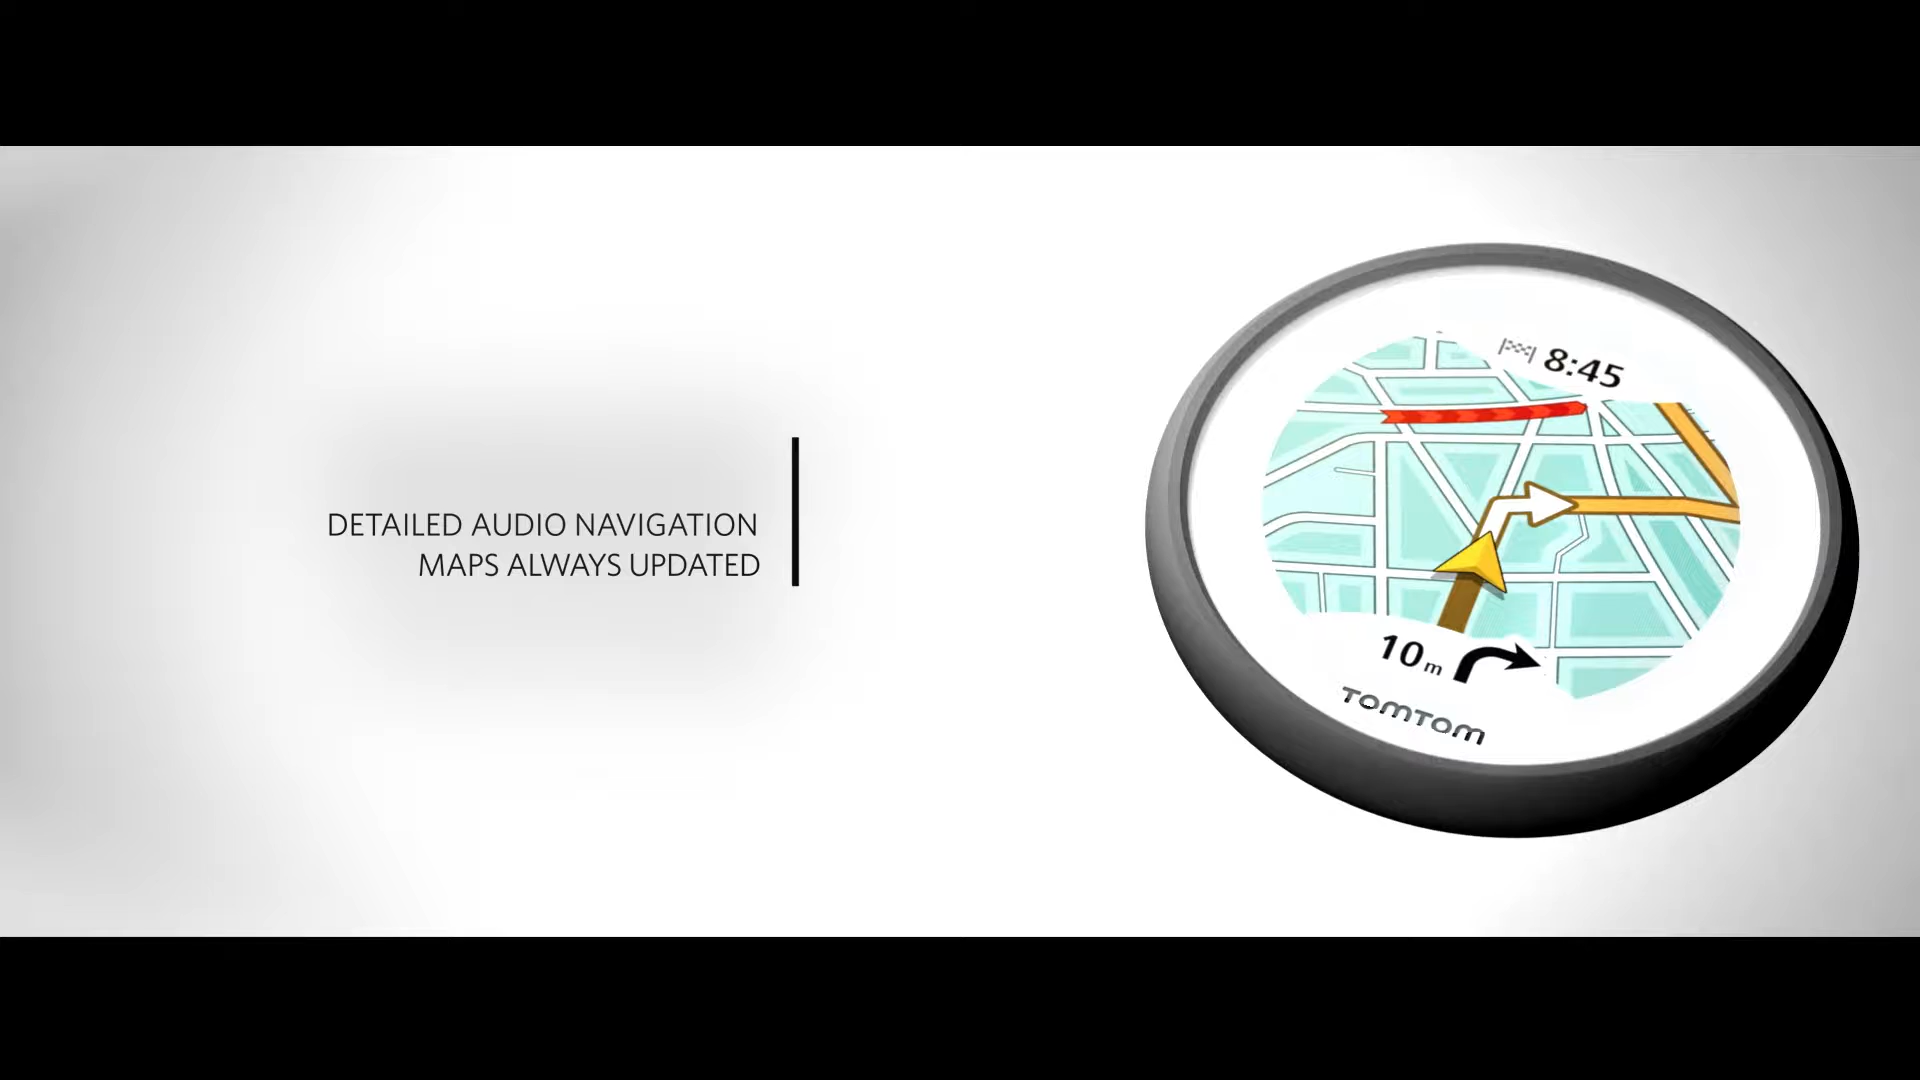 DETAILED AUDIO NAVIGATION
MAPS ALWAYS UPDATED
8:45
10m
TOMTOM